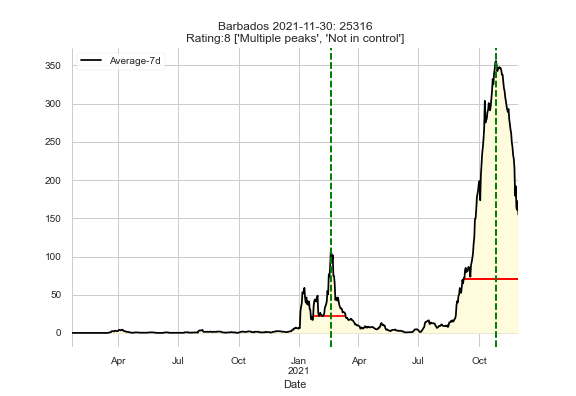 Barbados 2021-11-30: 25316
Rating:8 ['Multiple peaks', 'Not in control']
Average-7d
350
300
250
200
150
100
50
0
Apr
Jul
Oct
Jan
2021
Apr
Jul
Oct
Date